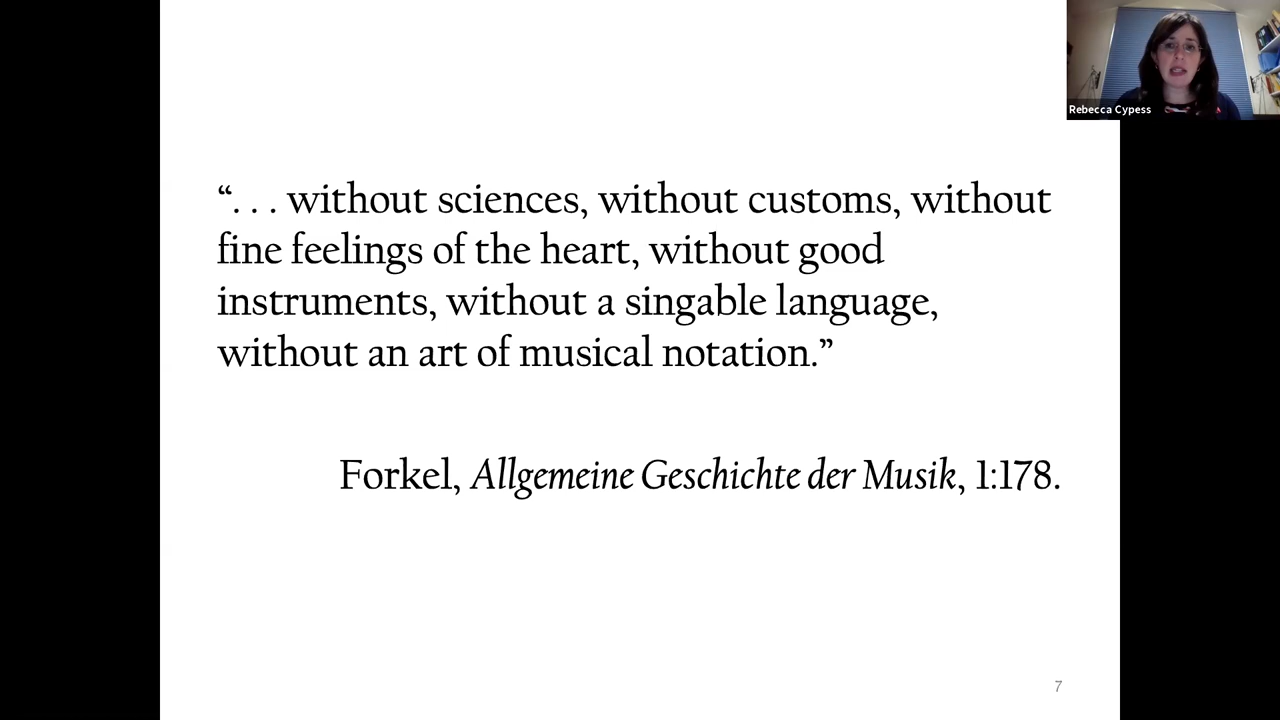 Rebecca Cypess
“. . . without sciences, without customs, without
fine feelings of the heart, without good
instruments, without a singable language,
without an art of musical notation.”
Forkel, Allgemeine Geschichte der Musik, 1:178.
7